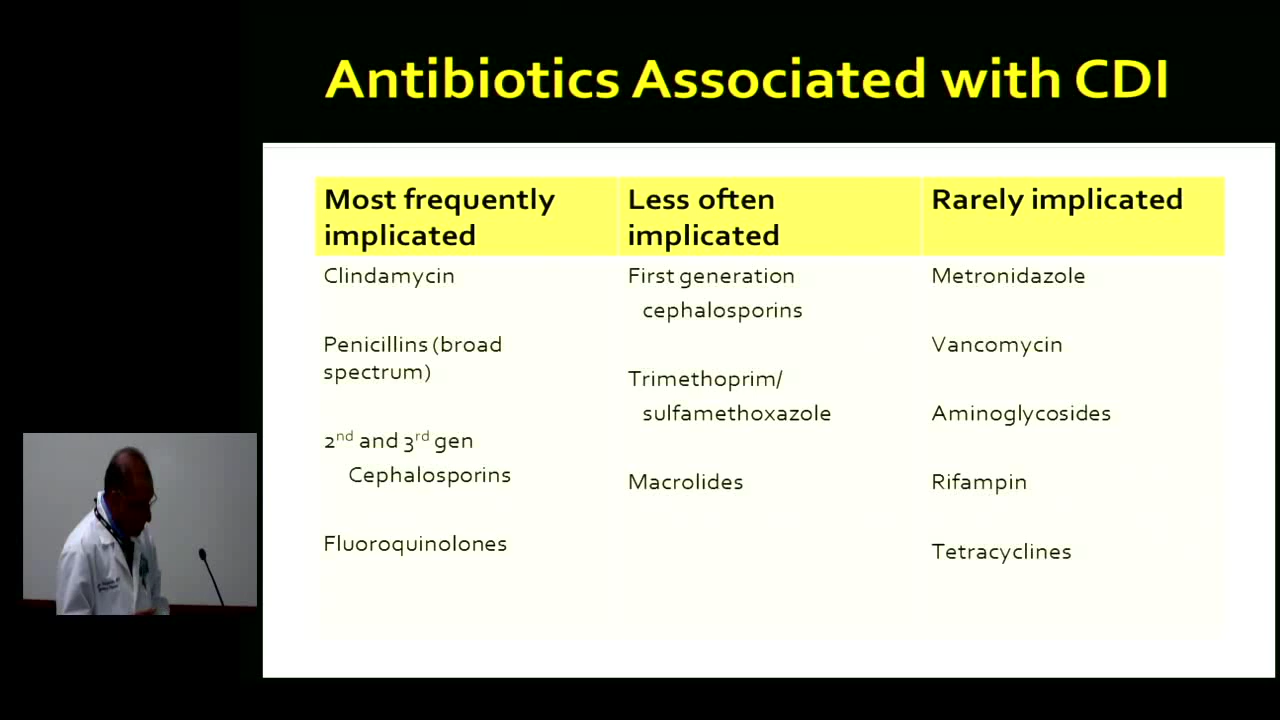 Antibiotics Associated with CDI
Most frequently
implicated
Less often
implicated
Rarely implicated
Clindamycin
Penicillins (broad
spectrum)
2nd and 3rd gen
Cephalosporins
Fluoroquinolones
First generation
cephalosporins
Trimethoprim/
sulfamethoxazole
Macrolides
Metronidazole
Vancomycin
Aminoglycosides
Rifampin
Tetracyclines